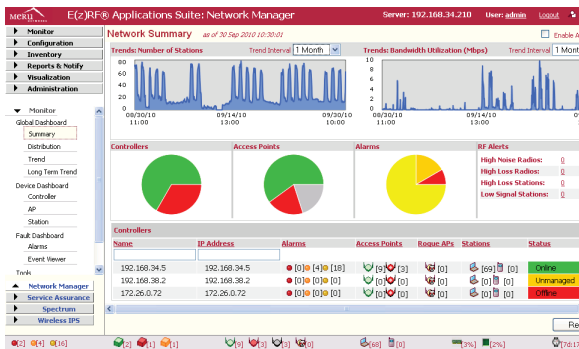 MERU E(z)RF® Applications Suite: Network Manager Server: 192.168.34.210 User: admin Logout
Monitor
Configuration
Inventory
Reports & Notify
Visualization
Administration
Monitor
Global Dashboard
Summary
Distribution
Trend
Long Term Trend
Device Dashboard
Controller
AP
Station
Fault Dashboard
Alarms
Event Viewer
Tools
Network Manager
Service Assurance
Spectrum
Wireless IPS
Network Summary as of 30 Sep 2010 10:30:01 Enable A
Trends: Number of Stations Trend Interval 1 Month
80
60
40
20
0
08/30/10 09/14/10 09/30/10
11:00 13:00 10:00
Trends: Bandwidth Utilization (Mbps) Trend Interval 1 Mont
10
8
6
4
2
0
08/30/10 09/14/10
11:00 13:00
Controllers Access Points Alarms RF Alerts
High Noise Radios: 0
High Loss Radios: 0
High Loss Stations: 0
Low Signal Stations: 0
Controllers
Name IP Address Alarms Access Points Rogue APs Stations Status
192.168.34.5 192.168.34.5 [0] [4] [18] [9] [3] [0] [69] [0] Online
192.168.38.2 192.168.38.2 [0] [0] [0] [0] [0] [0] [0] [0] Unmanaged
172.26.0.72 172.26.0.72 [0] [0] [0] [0] [0] [0] [0] [0] Offline
Re
[2] [4] [16] [2] [1] [1] [9] [3] [3] [0] [68] [0] [3%] [2%] [7d:17